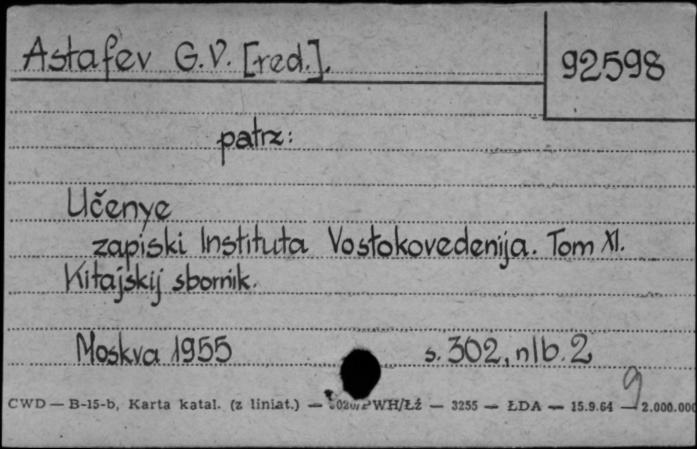 Astafev G.V. [red.].
92598
patrz:
Učenye
zapiski Instituta Vostokovedenija. Tom XI.
Kitajskij sbornik.
Moskva 1955 s. 302, nlb. 2
9
CWD — B-15-b, Karta katal. (z liniat.) — WH/Łź — 3255 — ŁDA — 15.9.64 — 2.000.000